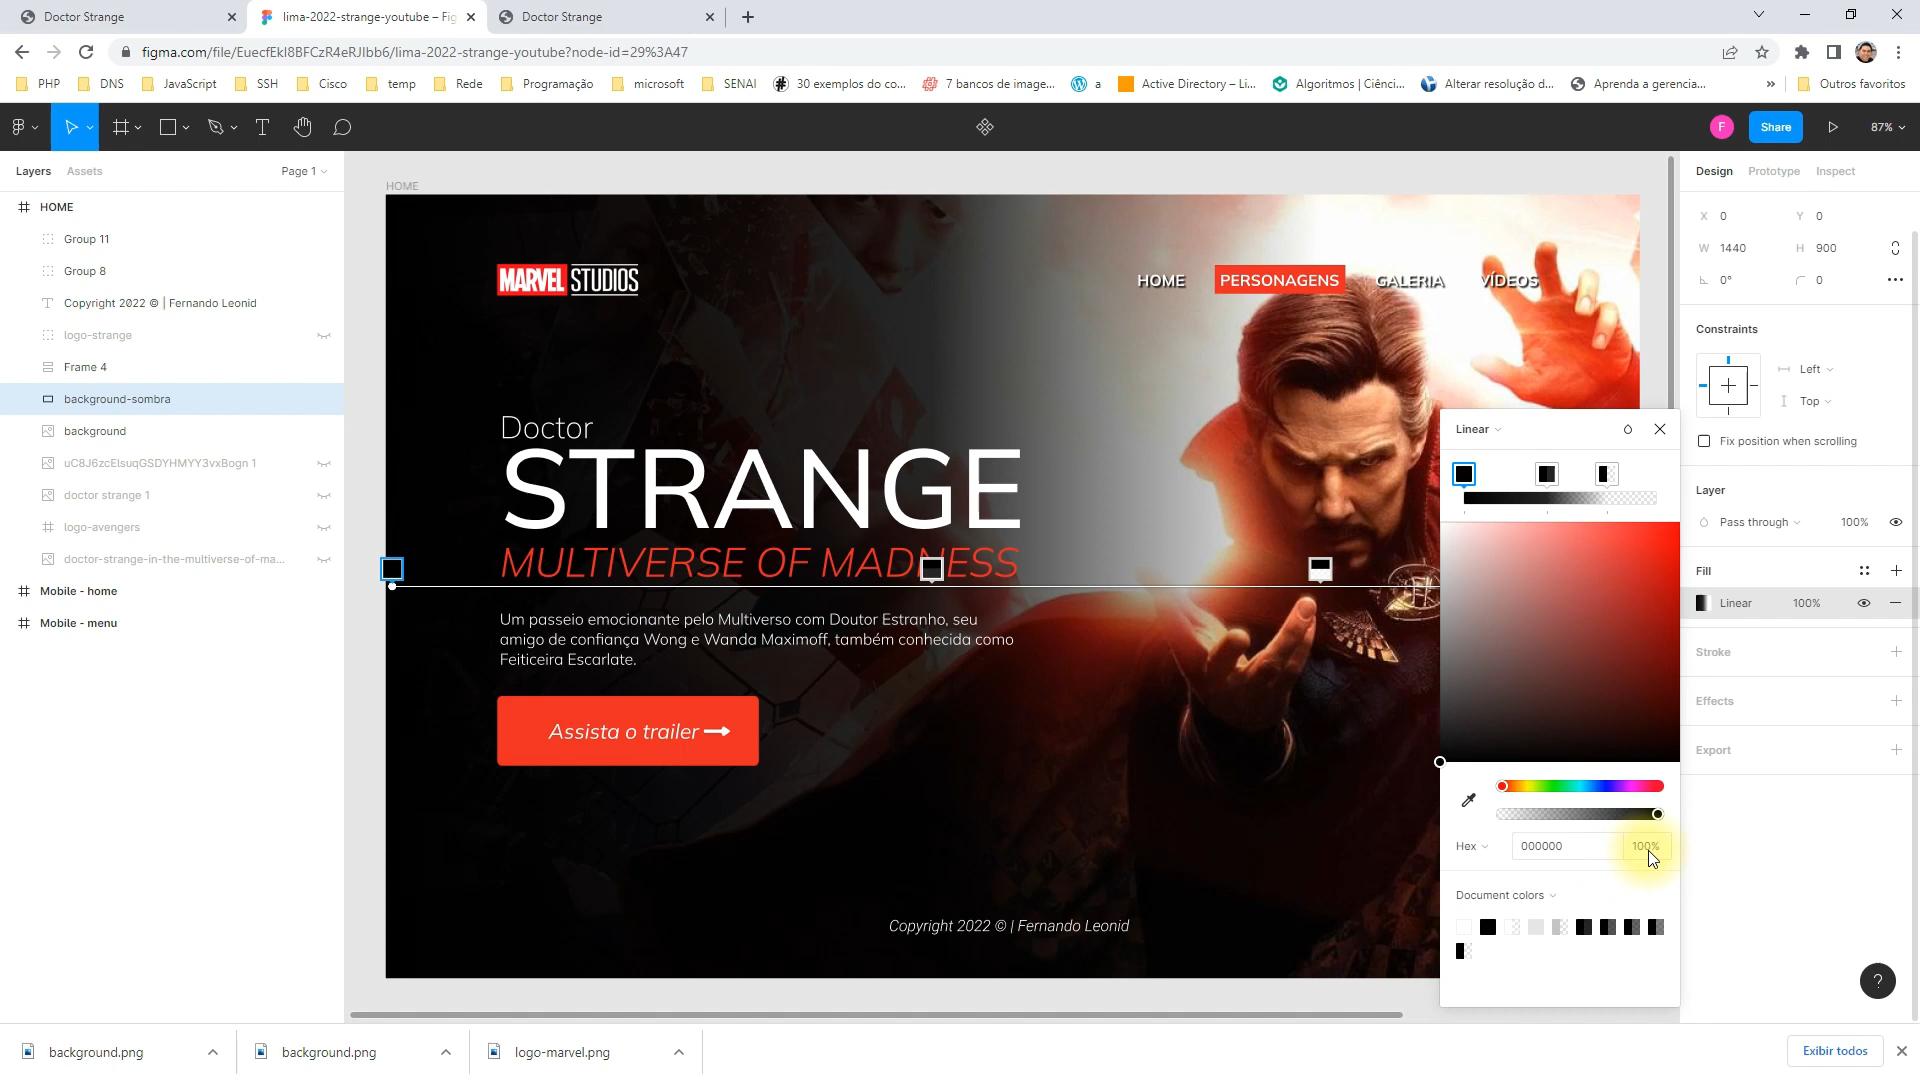 Doctor Strange
lima-2022-strange-youtube – Fig
Doctor Strange
figma.com/file/EuecfEkl8BFCzR4eRJlbb6/lima-2022-strange-youtube?node-id=29%3A47
PHP
DNS
JavaScript
SSH
Cisco
temp
Rede
Programação
microsoft
SENAI
30 exemplos do co...
7 bancos de image...
a
Active Directory – Li...
Algoritmos | Ciênci...
Alterar resolução d...
Aprenda a gerencia...
»
Outros favoritos
F
Share
87%
Layers
Assets
Page 1
HOME
Group 11
Group 8
Copyright 2022 © | Fernando Leonid
logo-strange
Frame 4
background-sombra
background
uC8J6zcElsuqGSDYHMYY3vxBogn 1
doctor strange 1
logo-avengers
doctor-strange-in-the-multiverse-of-ma...
Mobile - home
Mobile - menu
HOME
MARVEL STUDIOS
HOME
PERSONAGENS
GALERIA
VÍDEOS
Doctor
STRANGE
MULTIVERSE OF MADNESS
Um passeio emocionante pelo Multiverso com Doutor Estranho, seu
amigo de confiança Wong e Wanda Maximoff, também conhecida como
Feiticeira Escarlate.
Assista o trailer
Copyright 2022 © | Fernando Leonid
Linear
Hex
000000
100%
Document colors
Design
Prototype
Inspect
X 0
Y 0
W 1440
H 900
0°
0
Constraints
Left
Top
Fix position when scrolling
Layer
Pass through
100%
Fill
Linear
100%
Stroke
Effects
Export
?
background.png
background.png
logo-marvel.png
Exibir todos